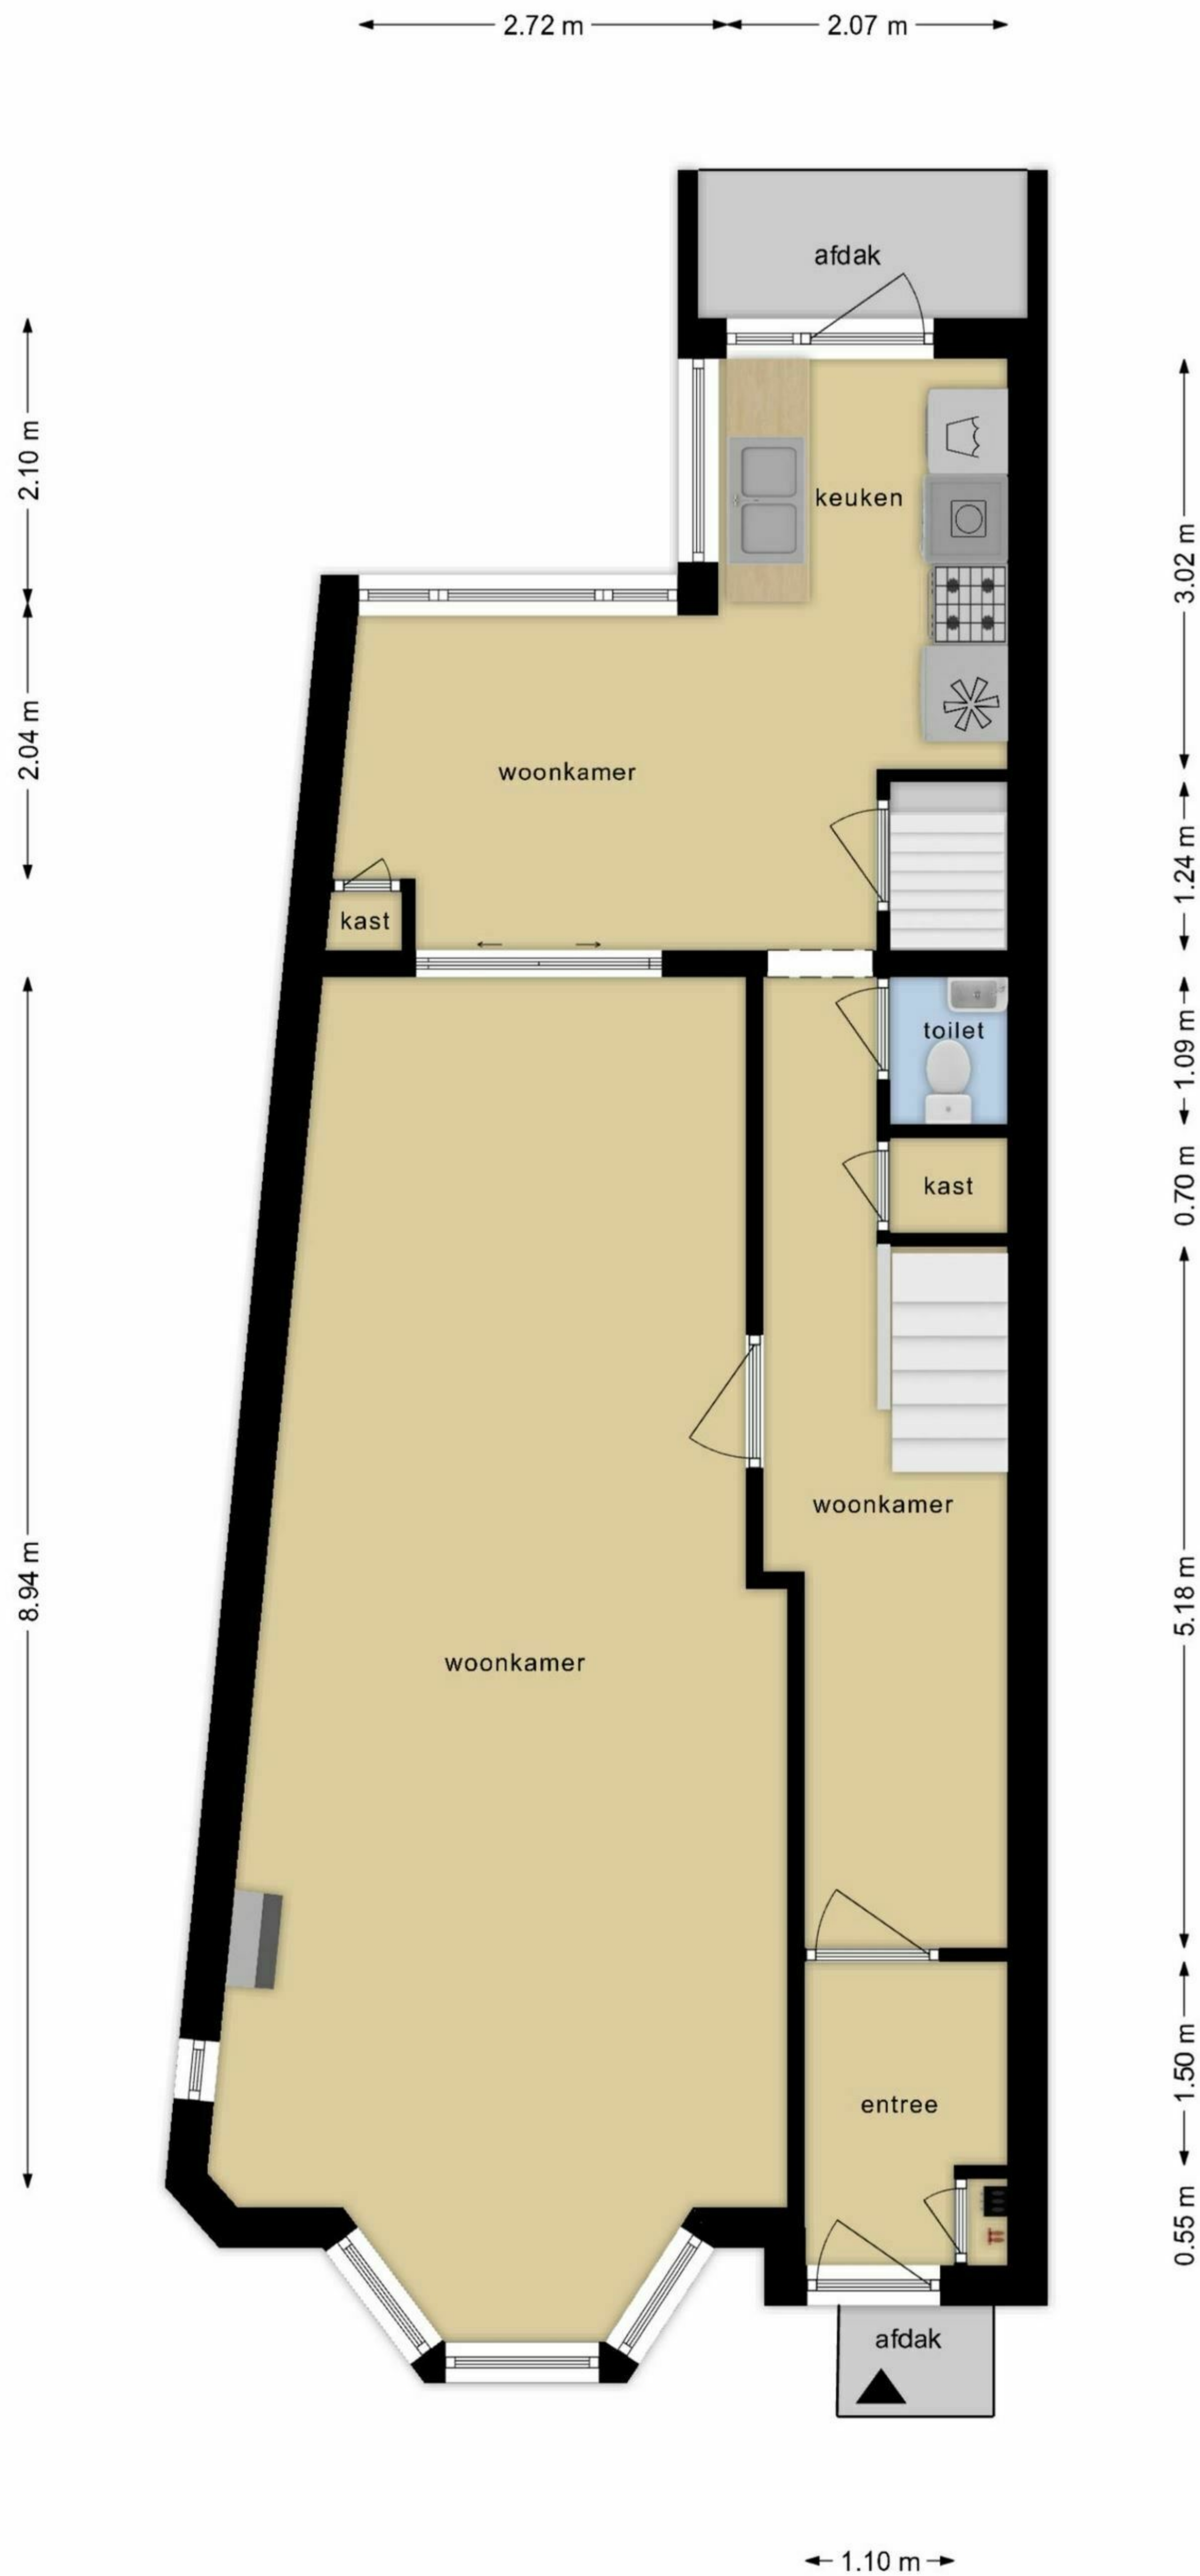 2.72 m
2.07 m
afdak
2.10 m
keuken
3.02 m
2.04 m
woonkamer
1.24 m
kast
toilet
1.09 m
kast
0.70 m
woonkamer
8.94 m
5.18 m
woonkamer
entree
1.50 m
0.55 m
afdak
1.10 m